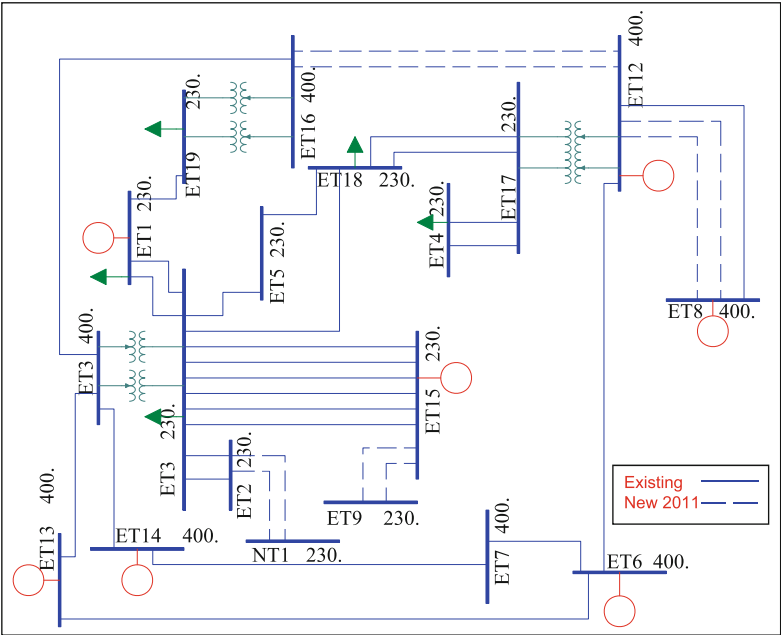 ET12 400.
ET16 400.
ET19 230.
ET17 230.
ET18 230.
ET4 230.
ET1 230.
ET5 230.
ET8 400.
ET3 400.
ET15 230.
ET3 230.
ET2 230.
Existing
New 2011
ET9 230.
ET13 400.
ET14 400.
NT1 230.
ET7 400.
ET6 400.